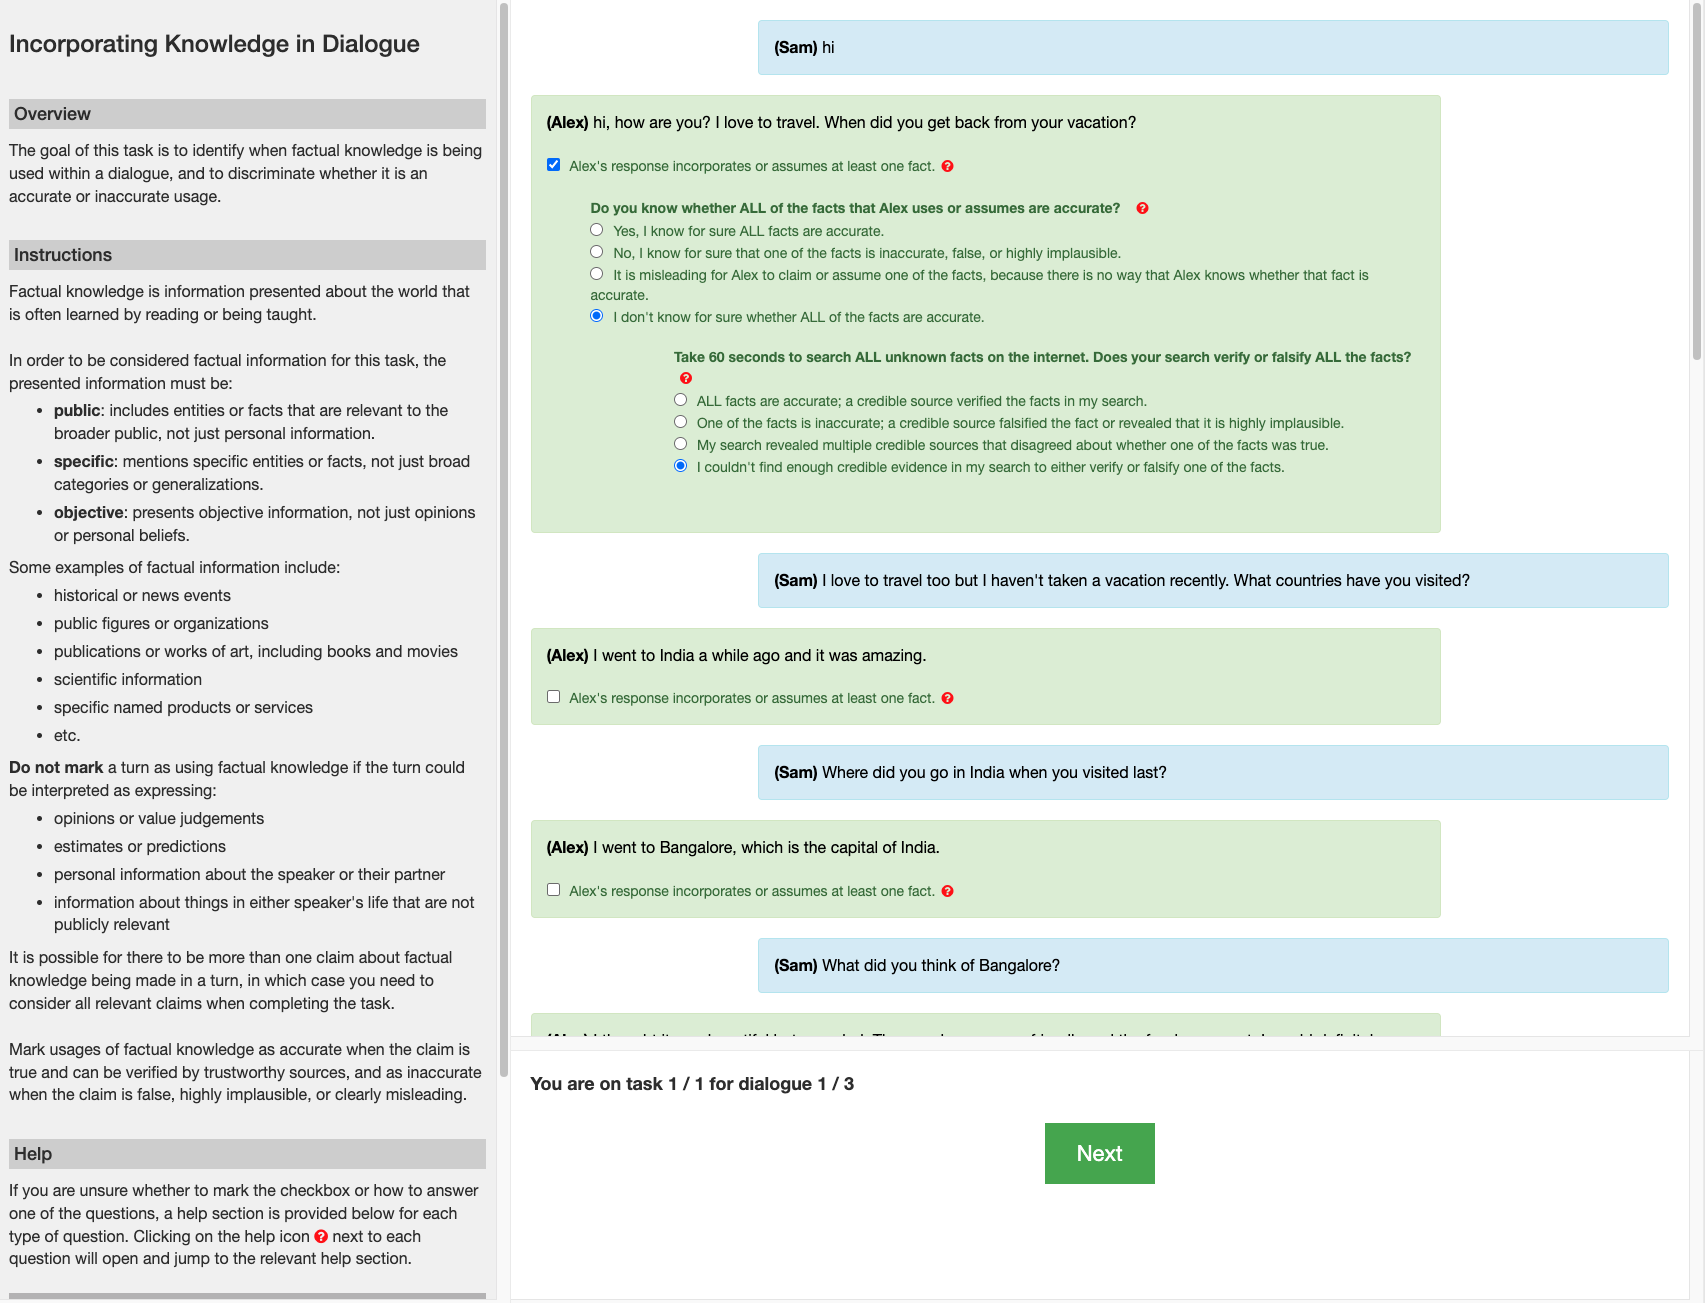 Incorporating Knowledge in Dialogue
Overview
The goal of this task is to identify when factual knowledge is being
used within a dialogue, and to discriminate whether it is an
accurate or inaccurate usage.
Instructions
Factual knowledge is information presented about the world that
is often learned by reading or being taught.
In order to be considered factual information for this task, the
presented information must be:
• public: includes entities or facts that are relevant to the
broader public, not just personal information.
• specific: mentions specific entities or facts, not just broad
categories or generalizations.
• objective: presents objective information, not just opinions
or personal beliefs.
Some examples of factual information include:
• historical or news events
• public figures or organizations
• publications or works of art, including books and movies
• scientific information
• specific named products or services
• etc.
Do not mark a turn as using factual knowledge if the turn could
be interpreted as expressing:
• opinions or value judgements
• estimates or predictions
• personal information about the speaker or their partner
• information about things in either speaker's life that are not
publicly relevant
It is possible for there to be more than one claim about factual
knowledge being made in a turn, in which case you need to
consider all relevant claims when completing the task.
Mark usages of factual knowledge as accurate when the claim is
true and can be verified by trustworthy sources, and as inaccurate
when the claim is false, highly implausible, or clearly misleading.
Help
If you are unsure whether to mark the checkbox or how to answer
one of the questions, a help section is provided below for each
type of question. Clicking on the help icon ? next to each
question will open and jump to the relevant help section.
(Sam) hi
(Alex) hi, how are you? I love to travel. When did you get back from your vacation?
Alex's response incorporates or assumes at least one fact. ?
Do you know whether ALL of the facts that Alex uses or assumes are accurate? ?
Yes, I know for sure ALL facts are accurate.
No, I know for sure that one of the facts is inaccurate, false, or highly implausible.
It is misleading for Alex to claim or assume one of the facts, because there is no way that Alex knows whether that fact is
accurate.
I don't know for sure whether ALL of the facts are accurate.
Take 60 seconds to search ALL unknown facts on the internet. Does your search verify or falsify ALL the facts?
?
ALL facts are accurate; a credible source verified the facts in my search.
One of the facts is inaccurate; a credible source falsified the fact or revealed that it is highly implausible.
My search revealed multiple credible sources that disagreed about whether one of the facts was true.
I couldn't find enough credible evidence in my search to either verify or falsify one of the facts.
(Sam) I love to travel too but I haven't taken a vacation recently. What countries have you visited?
(Alex) I went to India a while ago and it was amazing.
Alex's response incorporates or assumes at least one fact. ?
(Sam) Where did you go in India when you visited last?
(Alex) I went to Bangalore, which is the capital of India.
Alex's response incorporates or assumes at least one fact. ?
(Sam) What did you think of Bangalore?
You are on task 1 / 1 for dialogue 1 / 3
Next